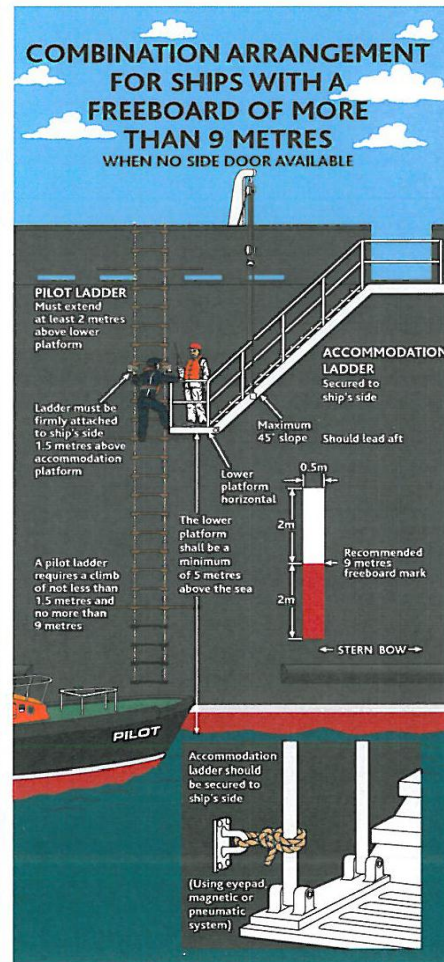 COMBINATION ARRANGEMENT
FOR SHIPS WITH A
FREEBOARD OF MORE
THAN 9 METRES
WHEN NO SIDE DOOR AVAILABLE
PILOT LADDER
Must extend
at least 2 metres
above lower
platform
Ladder must be
firmly attached
to ship's side
1.5 metres above
accommodation
platform
A pilot ladder
requires a climb
of not less than
1.5 metres and
no more than
9 metres
ACCOMMODATION
LADDER
Secured to
ship's side
Maximum
45° slope
Should lead aft
Lower
platform
horizontal
The lower
platform
shall be a
minimum
of 5 metres
above the sea
0.5m
2m
2m
Recommended
9 metres
freeboard mark
STERN BOW
PILOT
Accommodation
ladder should
be secured to
ship's side
(Using eyepad,
magnetic or
pneumatic
system)